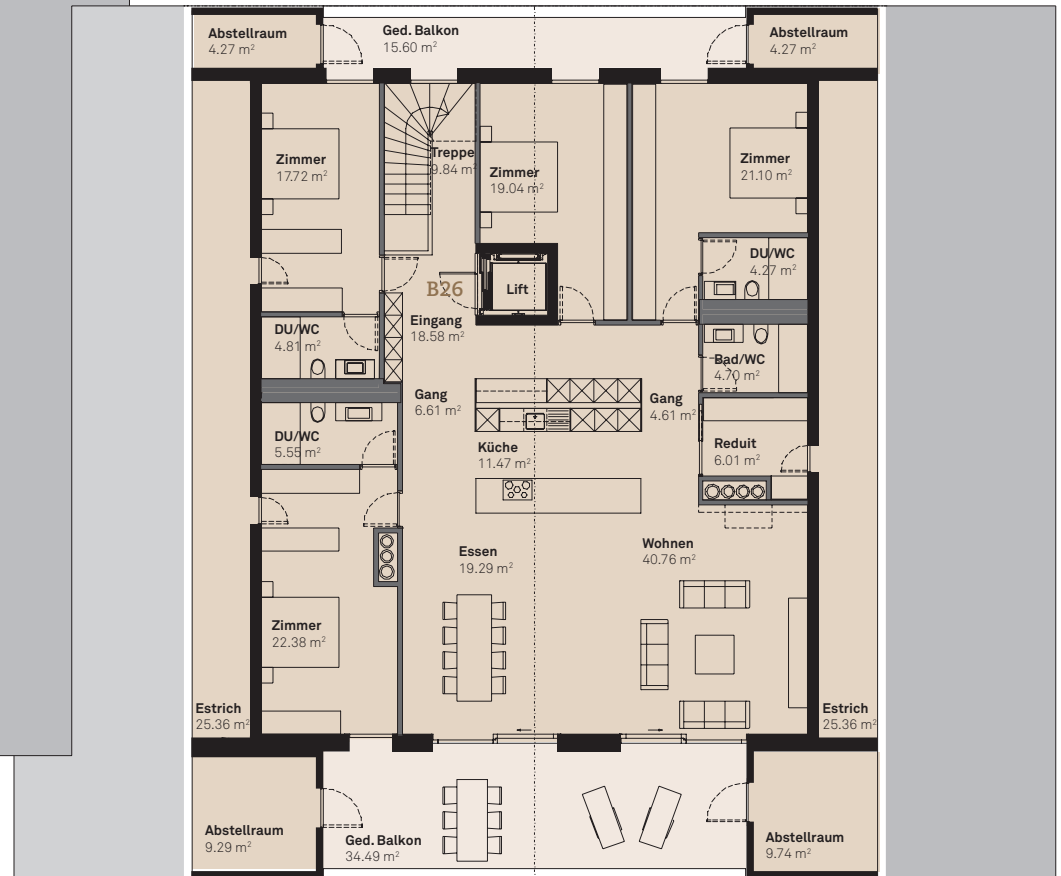 Abstellraum
4.27 m²
Ged. Balkon
15.60 m²
Abstellraum
4.27 m²
Zimmer
17.72 m²
Treppe
9.84 m²
Zimmer
19.04 m²
Zimmer
21.10 m²
DU/WC
4.27 m²
B26
Lift
Eingang
18.58 m²
DU/WC
4.81 m²
Bad/WC
4.70 m²
Gang
6.61 m²
Gang
4.61 m²
DU/WC
5.55 m²
Küche
11.47 m²
Reduit
6.01 m²
Essen
19.29 m²
Wohnen
40.76 m²
Zimmer
22.38 m²
Estrich
25.36 m²
Estrich
25.36 m²
Abstellraum
9.29 m²
Ged. Balkon
34.49 m²
Abstellraum
9.74 m²